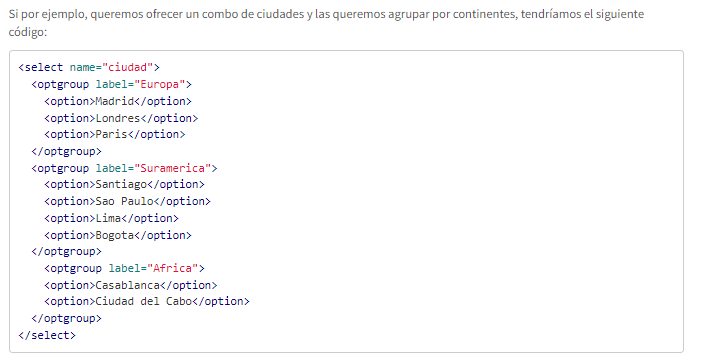 Si por ejemplo, queremos ofrecer un combo de ciudades y las queremos agrupar por continentes, tendríamos el siguiente
código:
<select name="ciudad">
  <optgroup label="Europa">
    <option>Madrid</option>
    <option>Londres</option>
    <option>Paris</option>
  </optgroup>
  <optgroup label="Suramerica">
    <option>Santiago</option>
    <option>Sao Paulo</option>
    <option>Lima</option>
    <option>Bogota</option>
  </optgroup>
    <optgroup label="Africa">
    <option>Casablanca</option>
    <option>Ciudad del Cabo</option>
  </optgroup>
</select>